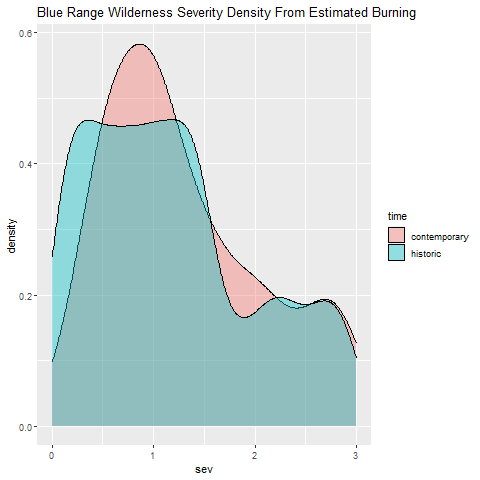 Blue Range Wilderness Severity Density From Estimated Burning
0.6
0.4
0.2
0.0
density
0
1
2
3
sev
time
contemporary
historic